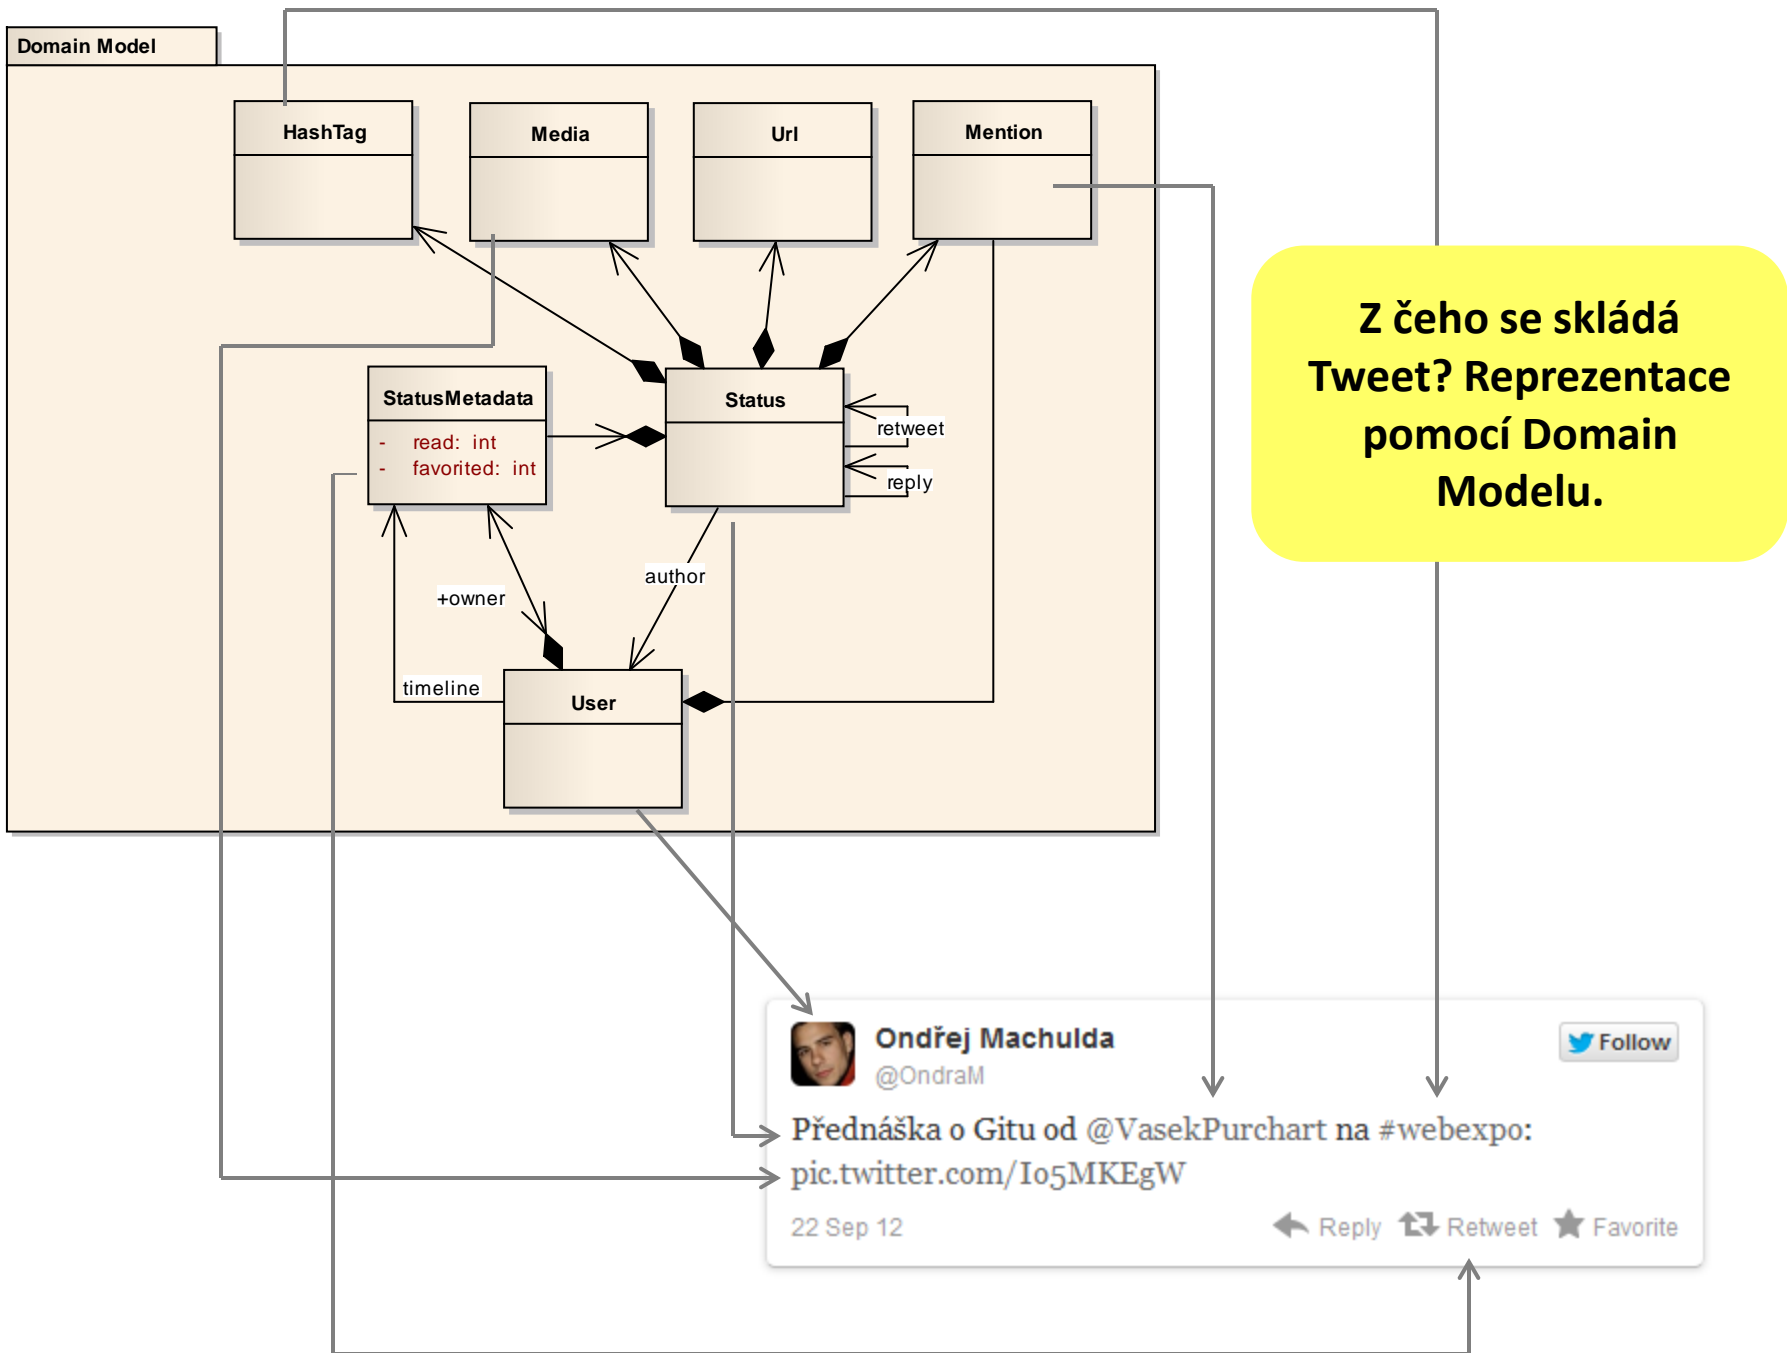 Domain Model
HashTag
Media
Url
Mention
Z čeho se skládá
Tweet? Reprezentace
pomocí Domain
Modelu.
StatusMetadata
- read: int
- favorited: int
Status
retweet
reply
author
+owner
timeline
User
Ondřej Machulda
@OndraM
Follow
Přednáška o Gitu od @VasekPurchart na #webexpo:
pic.twitter.com/Io5MKEgW
22 Sep 12
Reply Retweet Favorite